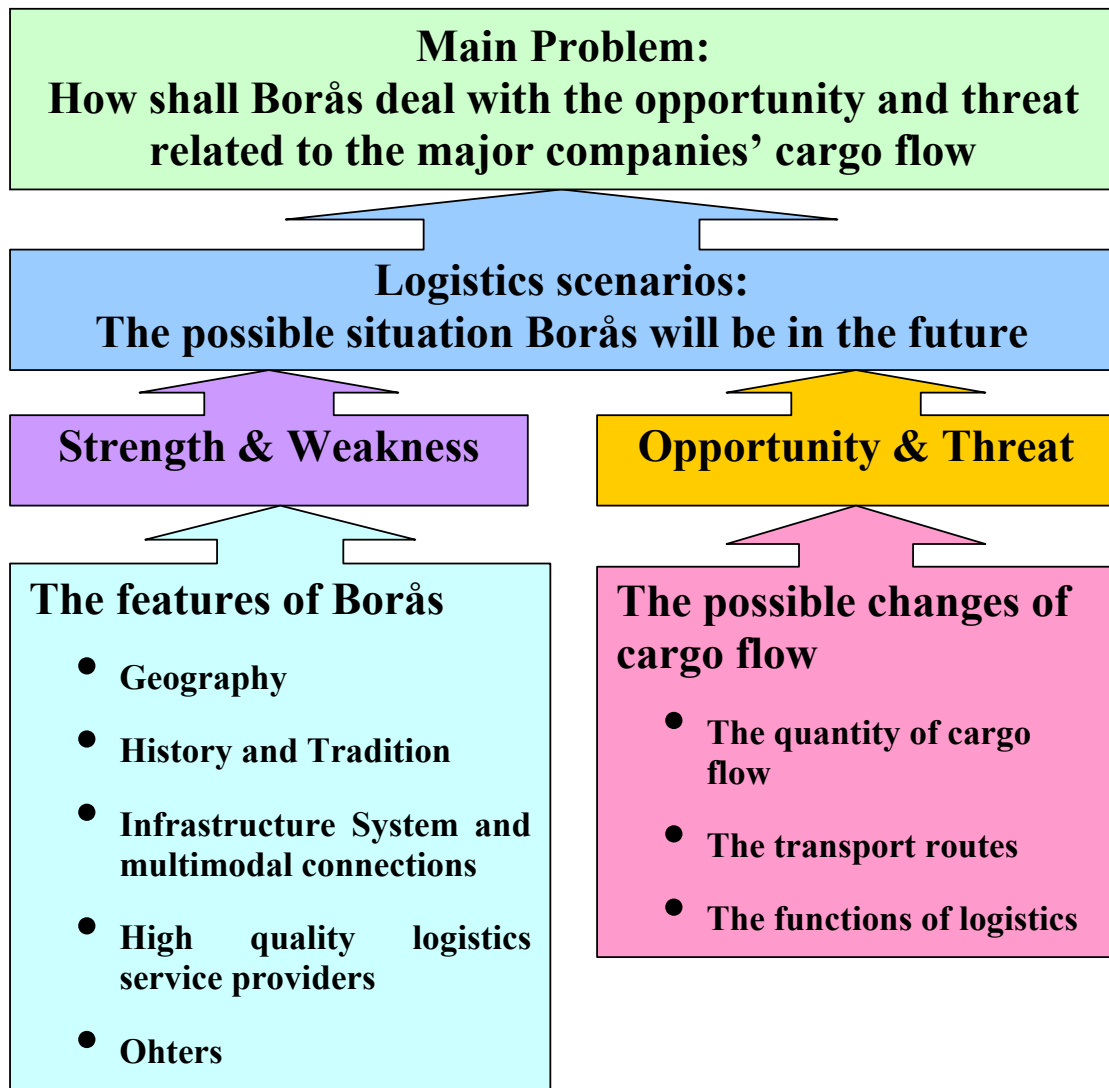 Main Problem:
How shall Borås deal with the opportunity and threat
related to the major companies’ cargo flow
Logistics scenarios:
The possible situation Borås will be in the future
Strength & Weakness
Opportunity & Threat
The features of Borås
• Geography
• History and Tradition
• Infrastructure System and
multimodal connections
• High quality logistics
service providers
• Ohters
The possible changes of
cargo flow
• The quantity of cargo
flow
• The transport routes
• The functions of logistics